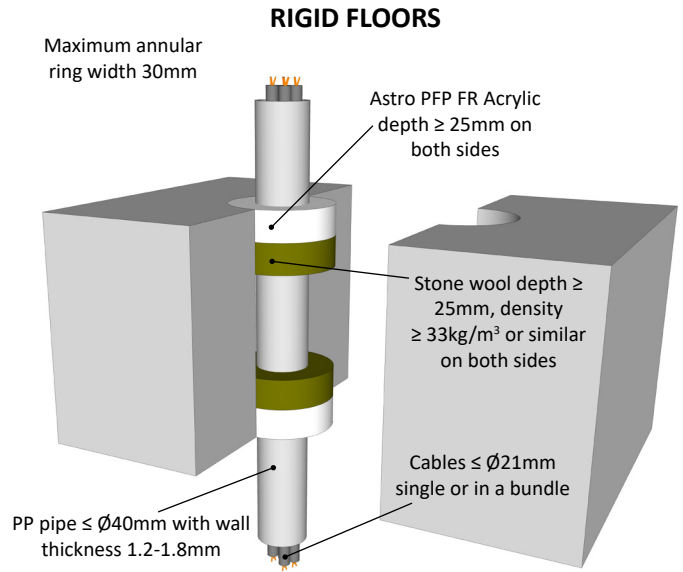 RIGID FLOORS
Maximum annular
ring width 30mm
Astro PFP FR Acrylic
depth ≥ 25mm on
both sides
Stone wool depth ≥
25mm, density
≥ 33kg/m³ or similar
on both sides
Cables ≤ Ø21mm
single or in a bundle
PP pipe ≤ Ø40mm with wall
thickness 1.2-1.8mm